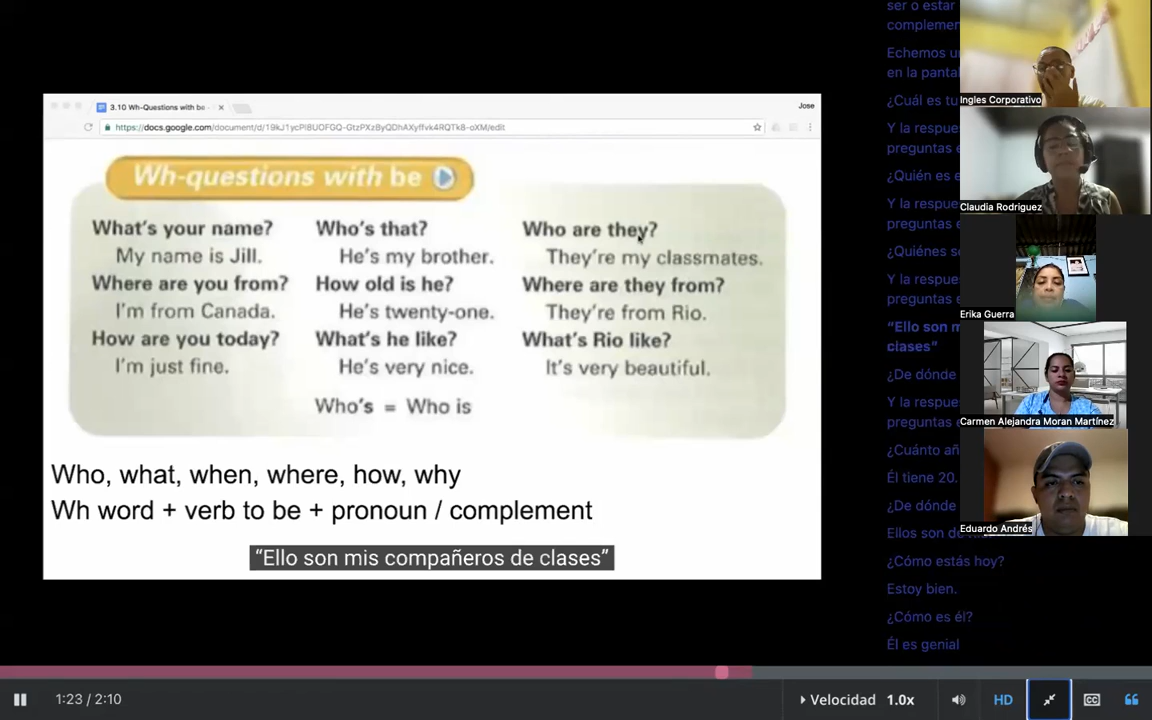 3.10 Wh-Questions with be
Jose
https://docs.google.com/document/d/19kJ1ycPl8UOFGQ-GtzPXzByQDhAXyffvk4RQTk8-oXM/edit
Wh-questions with be
What's your name?
My name is Jill.
Where are you from?
I'm from Canada.
How are you today?
I'm just fine.
Who's that?
He's my brother.
How old is he?
He's twenty-one.
What's he like?
He's very nice.
Who's = Who is
Who are they?
They're my classmates.
Where are they from?
They're from Rio.
What's Rio like?
It's very beautiful.
Who, what, when, where, how, why
Wh word + verb to be + pronoun / complement
“Ello son mis compañeros de clases”
ser o estar
complemen
Echemos u
en la pantal
¿Cuál es tu
Y la respues
preguntas e
¿Quién es e
Y la respues
preguntas e
¿Quiénes s
Y la respues
preguntas e
“Ello son m
clases”
¿De dónde
Y la respues
preguntas e
¿Cuánto añ
Él tiene 20.
¿De dónde
Ellos son de
¿Cómo estás hoy?
Estoy bien.
¿Cómo es él?
Él es genial
Ingles Corporativo
Claudia Rodriguez
Erika Guerra
Carmen Alejandra Moran Martínez
Eduardo Andrés
1:23 / 2:10
Velocidad 1.0x
HD
CC